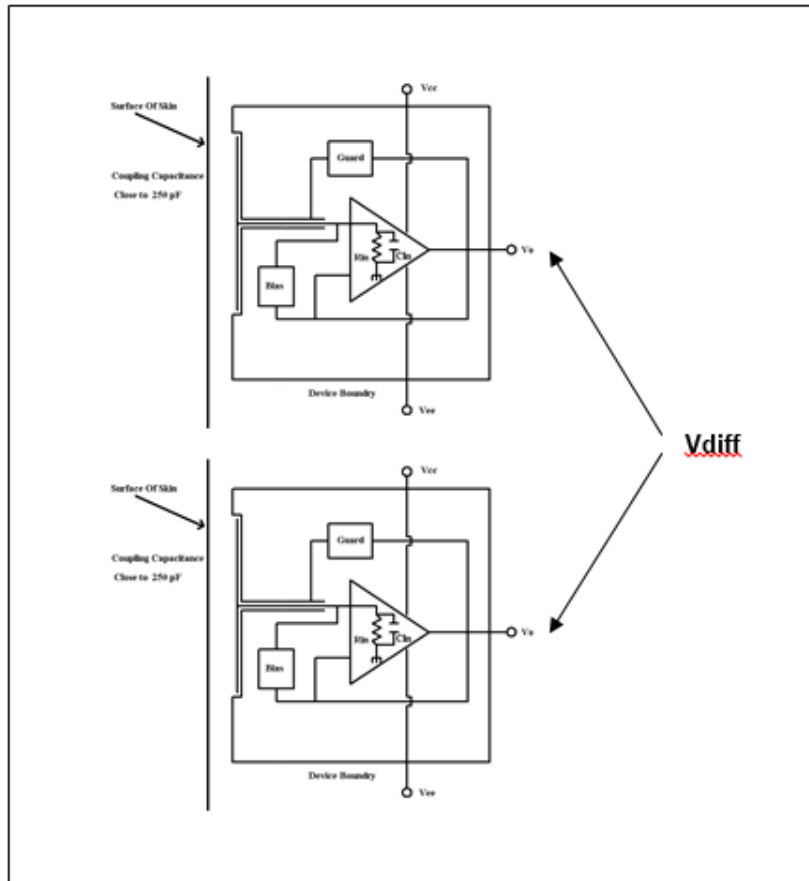 Vcc
Surface Of Skin
Guard
Coupling Capacitance
Close to 250 pF
Rin
Cin
Vo
Bias
Device Boundry
Vee
Vdiff
Vcc
Surface Of Skin
Guard
Coupling Capacitance
Close to 250 pF
Rin
Cin
Vo
Bias
Device Boundry
Vee